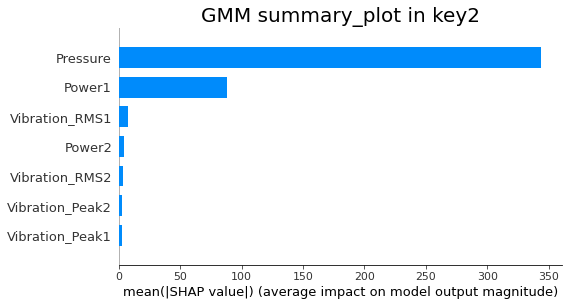 GMM summary_plot in key2
Pressure
Power1
Vibration_RMS1
Power2
Vibration_RMS2
Vibration_Peak2
Vibration_Peak1
0 50 100 150 200 250 300 350
mean(|SHAP value|) (average impact on model output magnitude)